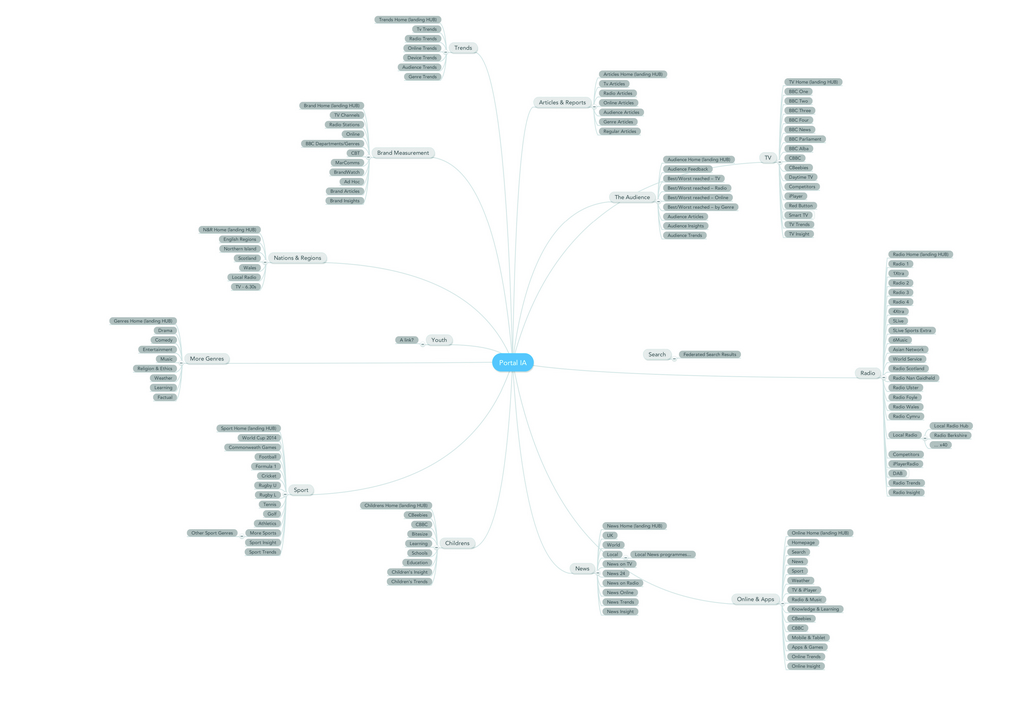 Portal IA
Trends
Trends Home (landing HUB)
Tv Trends
Radio Trends
Online Trends
Device Trends
Audience Trends
Genre Trends
Brand Measurement
Brand Home (landing HUB)
TV Channels
Radio Stations
Online
BBC Departments/Genres
CBT
MarComms
BrandWatch
Ad Hoc
Brand Articles
Brand Insights
Nations & Regions
N&R Home (landing HUB)
English Regions
Northern Island
Scotland
Wales
Local Radio
TV - 6.30s
Youth
A link?
More Genres
Genres Home (landing HUB)
Drama
Comedy
Entertainment
Music
Religion & Ethics
Weather
Learning
Factual
Sport
Sport Home (landing HUB)
World Cup 2014
Commonweath Games
Football
Formula 1
Cricket
Rugby U
Rugby L
Tennis
Golf
Athletics
More Sports
Other Sport Genres
Sport Insight
Sport Trends
Childrens
Childrens Home (landing HUB)
CBeebies
CBBC
Bitesize
Learning
Schools
Education
Children's Insight
Children's Trends
Articles & Reports
Articles Home (landing HUB)
Tv Articles
Radio Articles
Online Articles
Audience Articles
Genre Articles
Regular Articles
The Audience
Audience Home (landing HUB)
Audience Feedback
Best/Worst reached – TV
Best/Worst reached – Radio
Best/Worst reached – Online
Best/Worst reached – by Genre
Audience Articles
Audience Insights
Audience Trends
TV
TV Home (landing HUB)
BBC One
BBC Two
BBC Three
BBC Four
BBC News
BBC Parliament
BBC Alba
CBBC
CBeebies
Daytime TV
Competitors
iPlayer
Red Button
Smart TV
TV Trends
TV Insight
Search
Federated Search Results
Radio
Radio Home (landing HUB)
Radio 1
1Xtra
Radio 2
Radio 3
Radio 4
4Xtra
5Live
5Live Sports Extra
6Music
Asian Network
World Service
Radio Scotland
Radio Nan Gaidheld
Radio Ulster
Radio Foyle
Radio Wales
Radio Cymru
Local Radio
Local Radio Hub
Radio Berkshire
... x40
Competitors
iPlayerRadio
DAB
Radio Trends
Radio Insight
News
News Home (landing HUB)
UK
World
Local
Local News programmes...
News on TV
News 24
News on Radio
News Online
News Trends
News Insight
Online & Apps
Online Home (landing HUB)
Homepage
Search
News
Sport
Weather
TV & iPlayer
Radio & Music
Knowledge & Learning
CBeebies
CBBC
Mobile & Tablet
Apps & Games
Online Trends
Online Insight